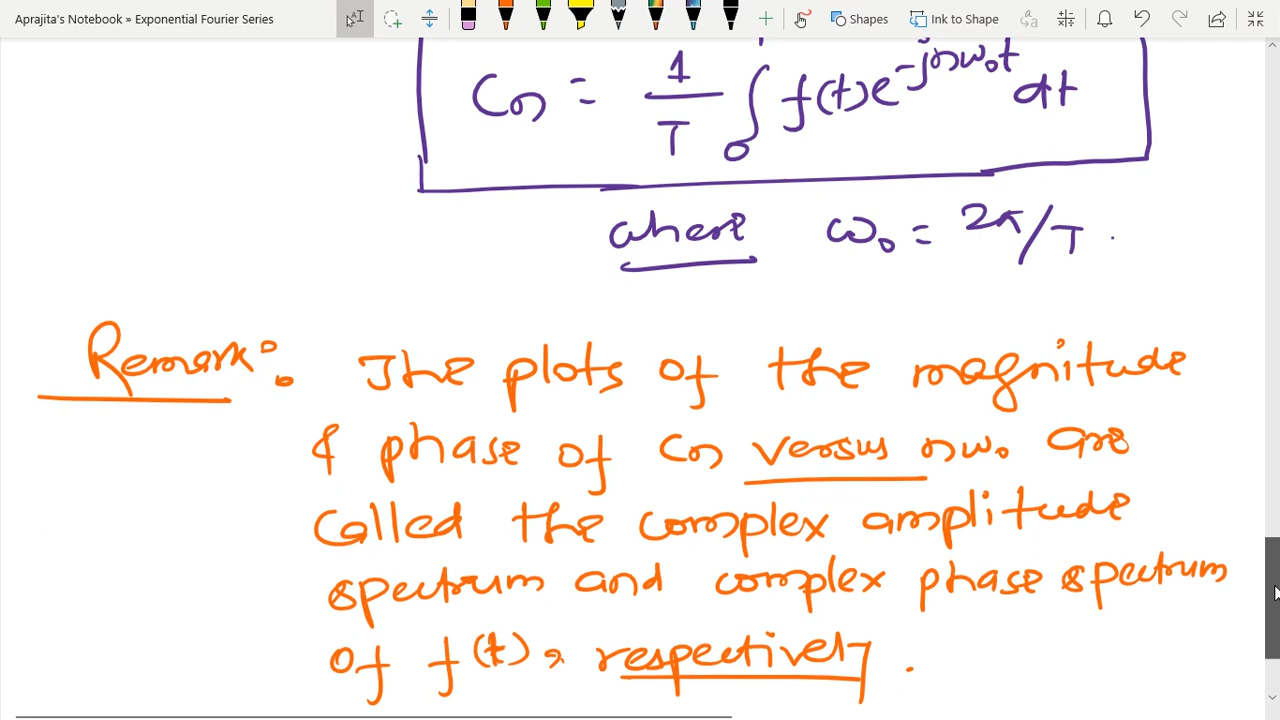 Aprajita's Notebook » Exponential Fourier Series
Shapes
Ink to Shape
Cn = 1/T ∫0 f(t)e^-jnω0t dt
where ω0 = 2π/T .
Remark: The plots of the magnitude
& phase of Cn versus nω0 are
called the complex amplitude
spectrum and complex phase spectrum
of f(t), respectively.